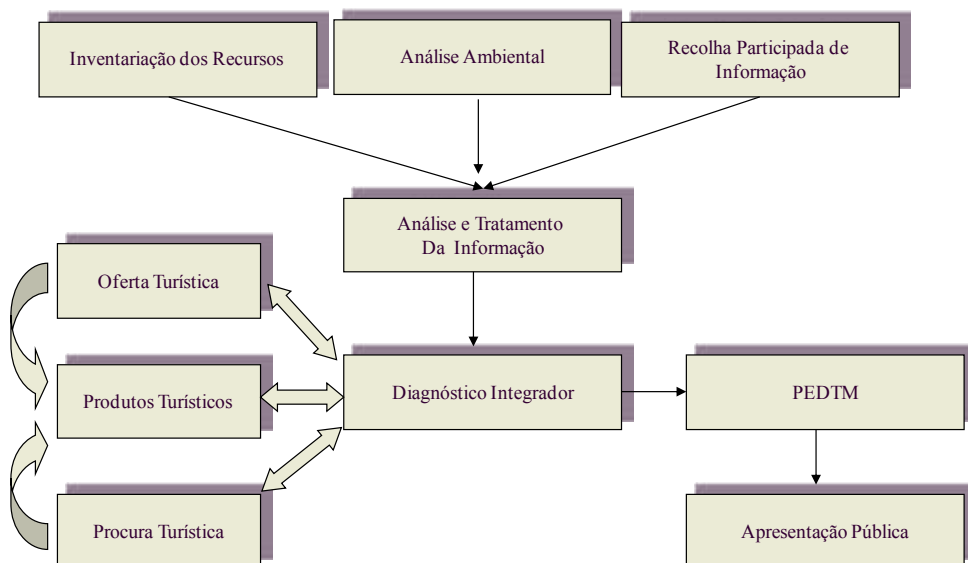 Inventariação dos Recursos
Análise Ambiental
Recolha Participada de
Informação
Análise e Tratamento
Da Informação
Oferta Turística
Produtos Turísticos
Diagnóstico Integrador
PEDTM
Procura Turística
Apresentação Pública